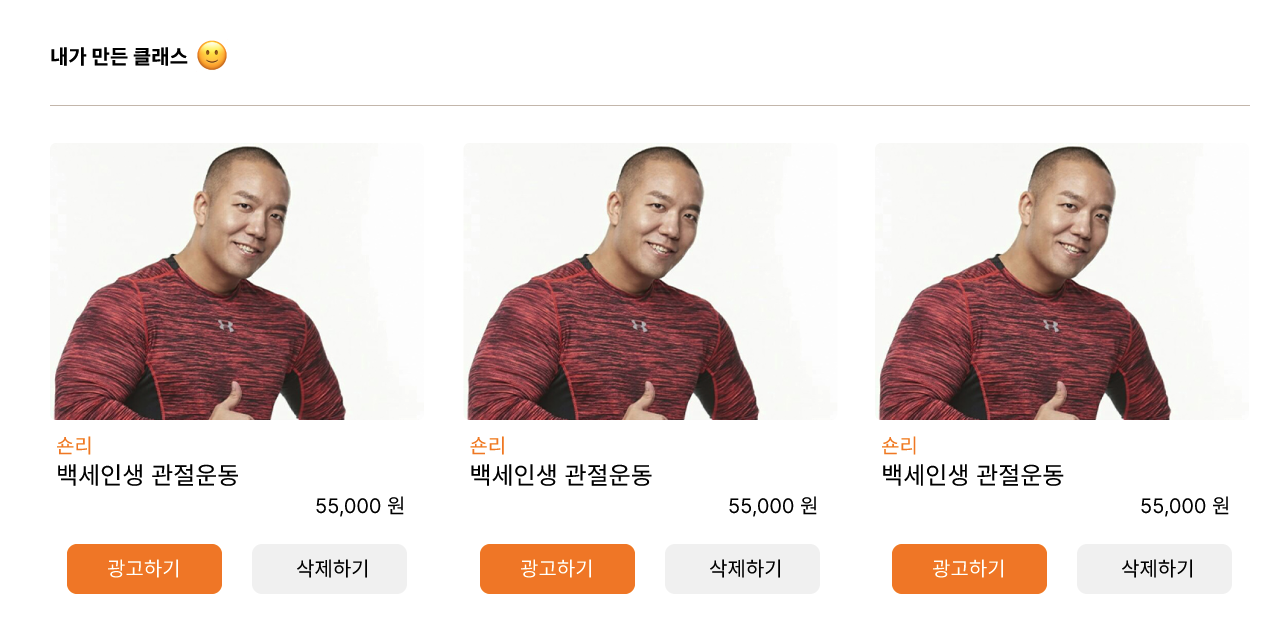 내가 만든 클래스 🙂
숀리
백세인생 관절운동
55,000 원
광고하기 삭제하기
숀리
백세인생 관절운동
55,000 원
광고하기 삭제하기
숀리
백세인생 관절운동
55,000 원
광고하기 삭제하기